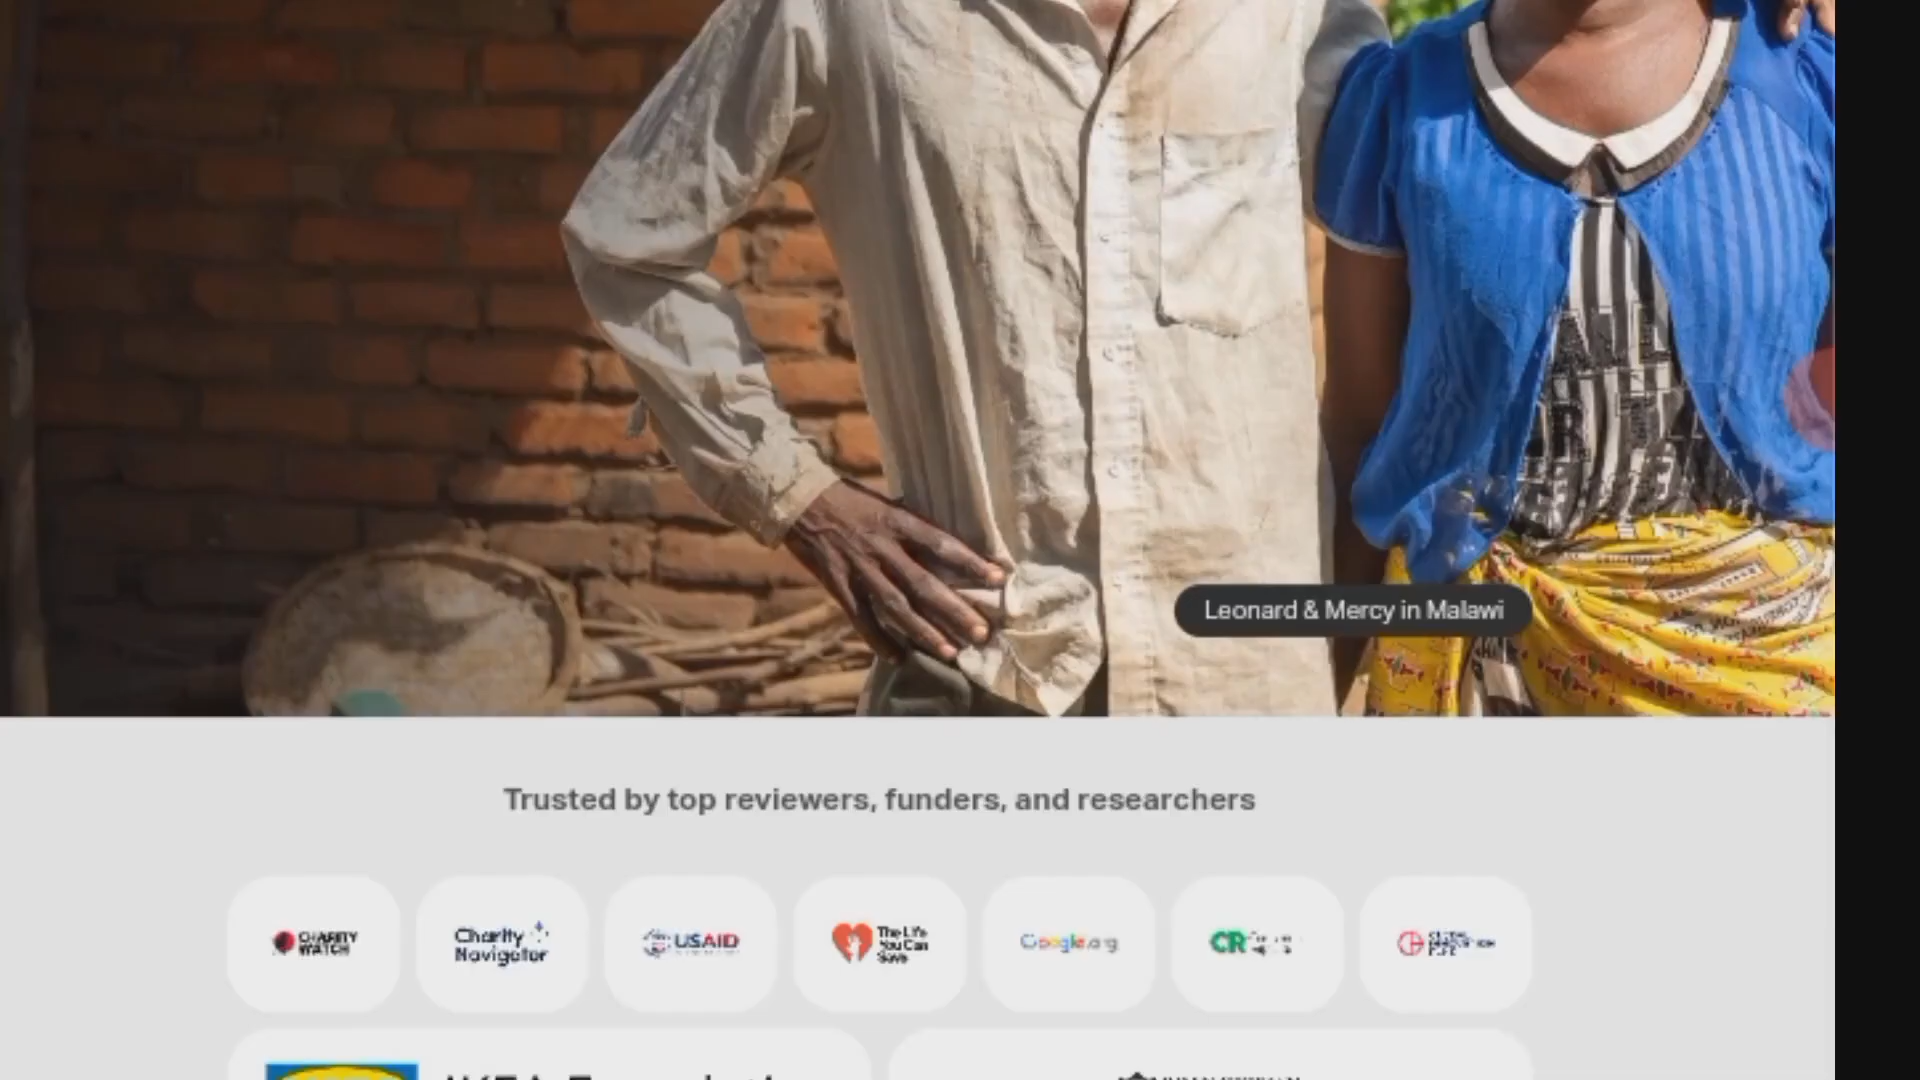 Leonard & Mercy in Malawi
Trusted by top reviewers, funders, and researchers
CHARITY
WATCH
Charity
Navigator
USAID
The Life
You Can
Save
Google.org
CR